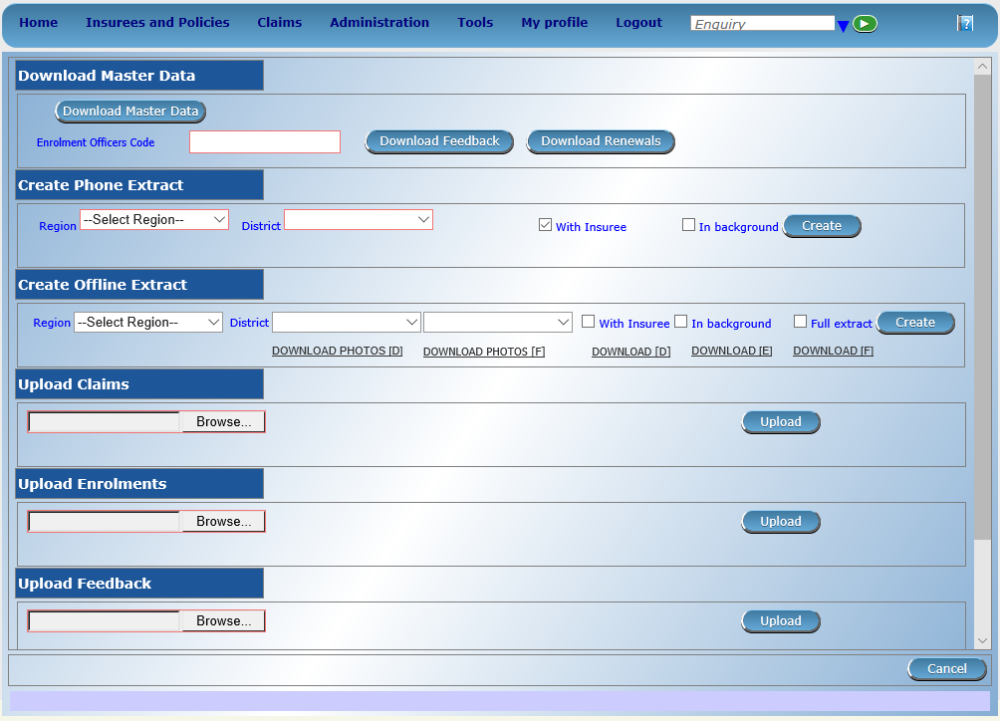 Home Insurees and Policies Claims Administration Tools My profile Logout Enquiry ?
Download Master Data
Download Master Data
Enrolment Officers Code Download Feedback Download Renewals
Create Phone Extract
Region --Select Region-- District With Insuree In background Create
Create Offline Extract
Region --Select Region-- District With Insuree In background Full extract Create
DOWNLOAD PHOTOS [D] DOWNLOAD PHOTOS [F] DOWNLOAD [D] DOWNLOAD [E] DOWNLOAD [F]
Upload Claims
Browse... Upload
Upload Enrolments
Browse... Upload
Upload Feedback
Browse... Upload
Cancel